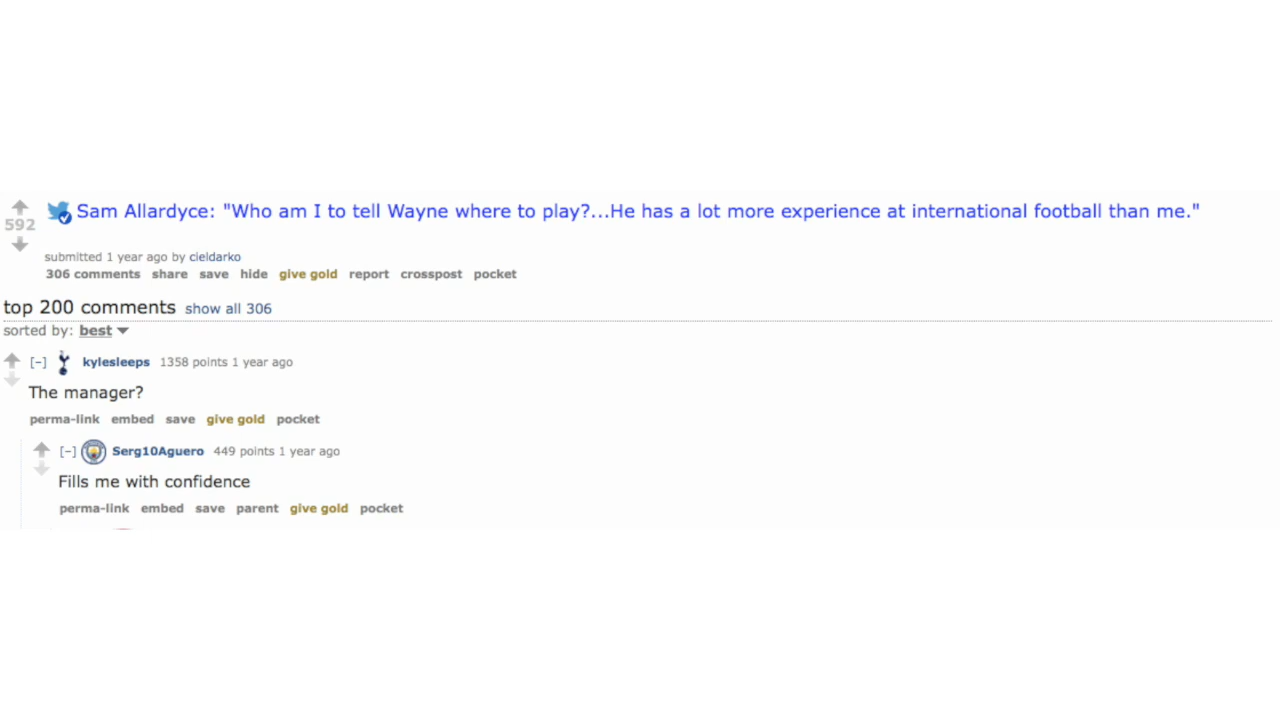 Sam Allardyce: "Who am I to tell Wayne where to play?...He has a lot more experience at international football than me."
592
submitted 1 year ago by cieldarko
306 comments share save hide give gold report crosspost pocket
top 200 comments show all 306
sorted by: best
[-] kylesleeps 1358 points 1 year ago
The manager?
perma-link embed save give gold pocket
[-] Serg10Aguero 449 points 1 year ago
Fills me with confidence
perma-link embed save parent give gold pocket